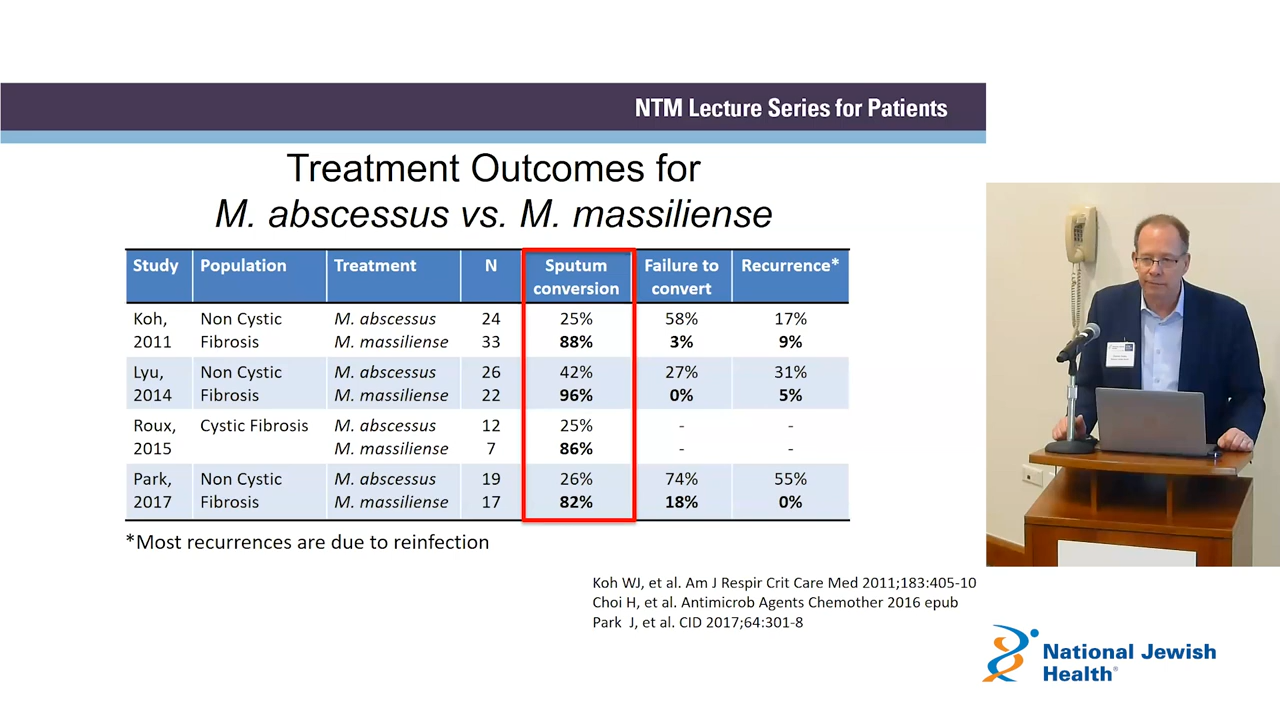 NTM Lecture Series for Patients
Treatment Outcomes for
M. abscessus vs. M. massiliense
Study Population Treatment N Sputum conversion Failure to convert Recurrence*
Koh, 2011 Non Cystic Fibrosis M. abscessus 24 25% 58% 17%
M. massiliense 33 88% 3% 9%
Lyu, 2014 Non Cystic Fibrosis M. abscessus 26 42% 27% 31%
M. massiliense 22 96% 0% 5%
Roux, 2015 Cystic Fibrosis M. abscessus 12 25% - -
M. massiliense 7 86% - -
Park, 2017 Non Cystic Fibrosis M. abscessus 19 26% 74% 55%
M. massiliense 17 82% 18% 0%
*Most recurrences are due to reinfection
Koh WJ, et al. Am J Respir Crit Care Med 2011;183:405-10
Choi H, et al. Antimicrob Agents Chemother 2016 epub
Park J, et al. CID 2017;64:301-8
National Jewish
Health®